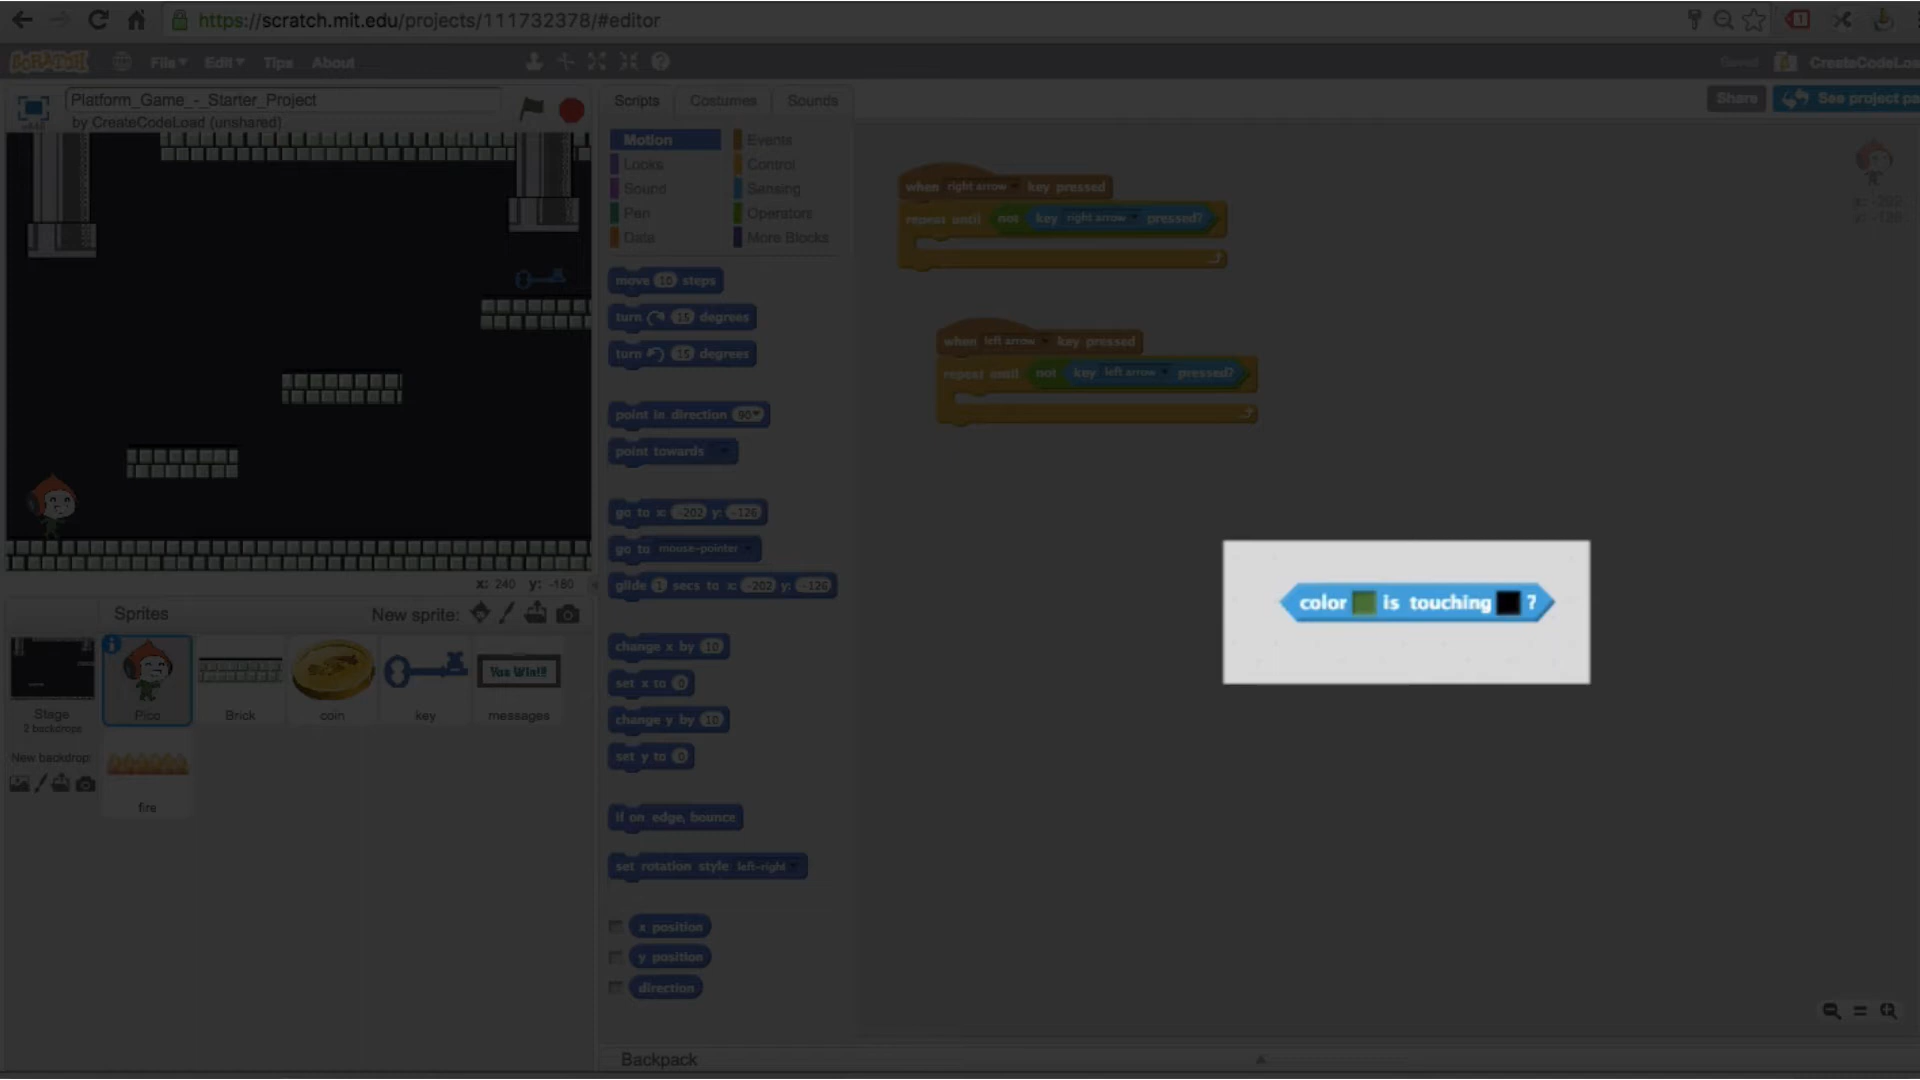 https://scratch.mit.edu/projects/111732378/#editor
SCRATCH
File
Edit
Tips
About
Saved
CreateCodeLoa
Platform_Game_-_Starter_Project
by CreateCodeLoad (unshared)
Scripts
Costumes
Sounds
Share
See project pa
Motion
Events
Looks
Control
Sound
Sensing
Pen
Operators
Data
More Blocks
move 10 steps
turn 15 degrees
turn 15 degrees
point in direction 90
point towards
go to x: -202 y: -126
go to mouse-pointer
glide 1 secs to x: -202 y: -126
change x by 10
set x to 0
change y by 10
set y to 0
if on edge, bounce
set rotation style left-right
x position
y position
direction
when right arrow key pressed
repeat until not key right arrow pressed?
when left arrow key pressed
repeat until not key left arrow pressed?
color is touching ?
x: 240 y: -180
Sprites
New sprite:
Stage
2 backdrops
New backdrop:
Pico
Brick
coin
key
You Win!!
messages
fire
Backpack